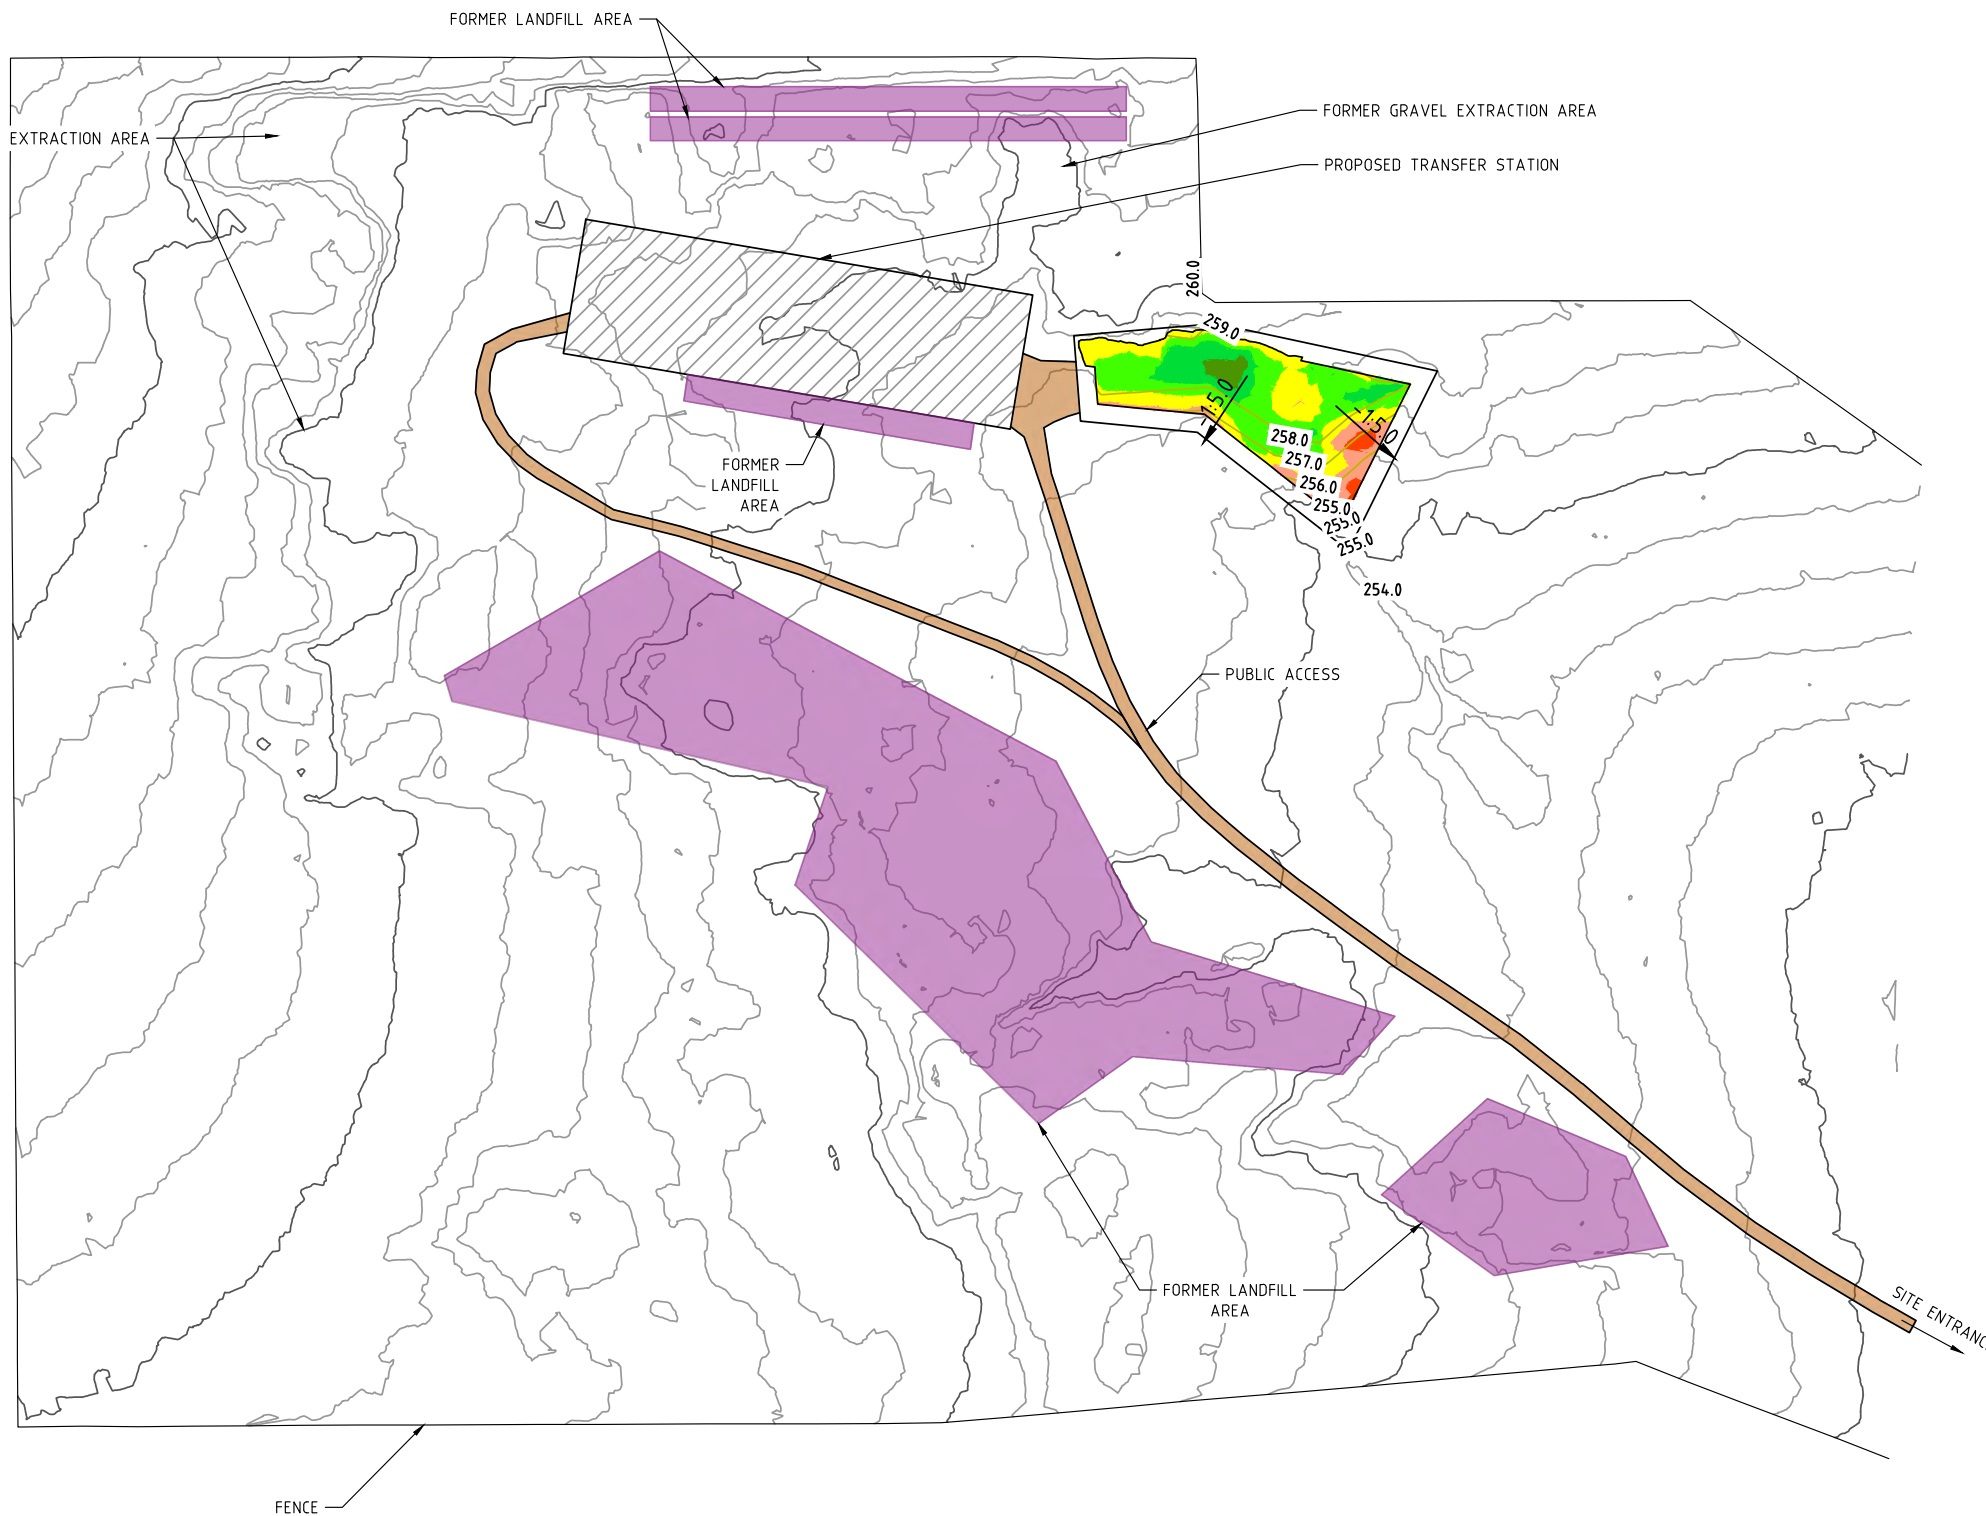 FORMER LANDFILL AREA
FORMER GRAVEL EXTRACTION AREA
EXTRACTION AREA
PROPOSED TRANSFER STATION
260.0
259.0
1:5.0
1:5.0
258.0
257.0
256.0
255.0
255.0
255.0
254.0
FORMER
LANDFILL
AREA
PUBLIC ACCESS
FORMER LANDFILL
AREA
SITE ENTRANC
FENCE